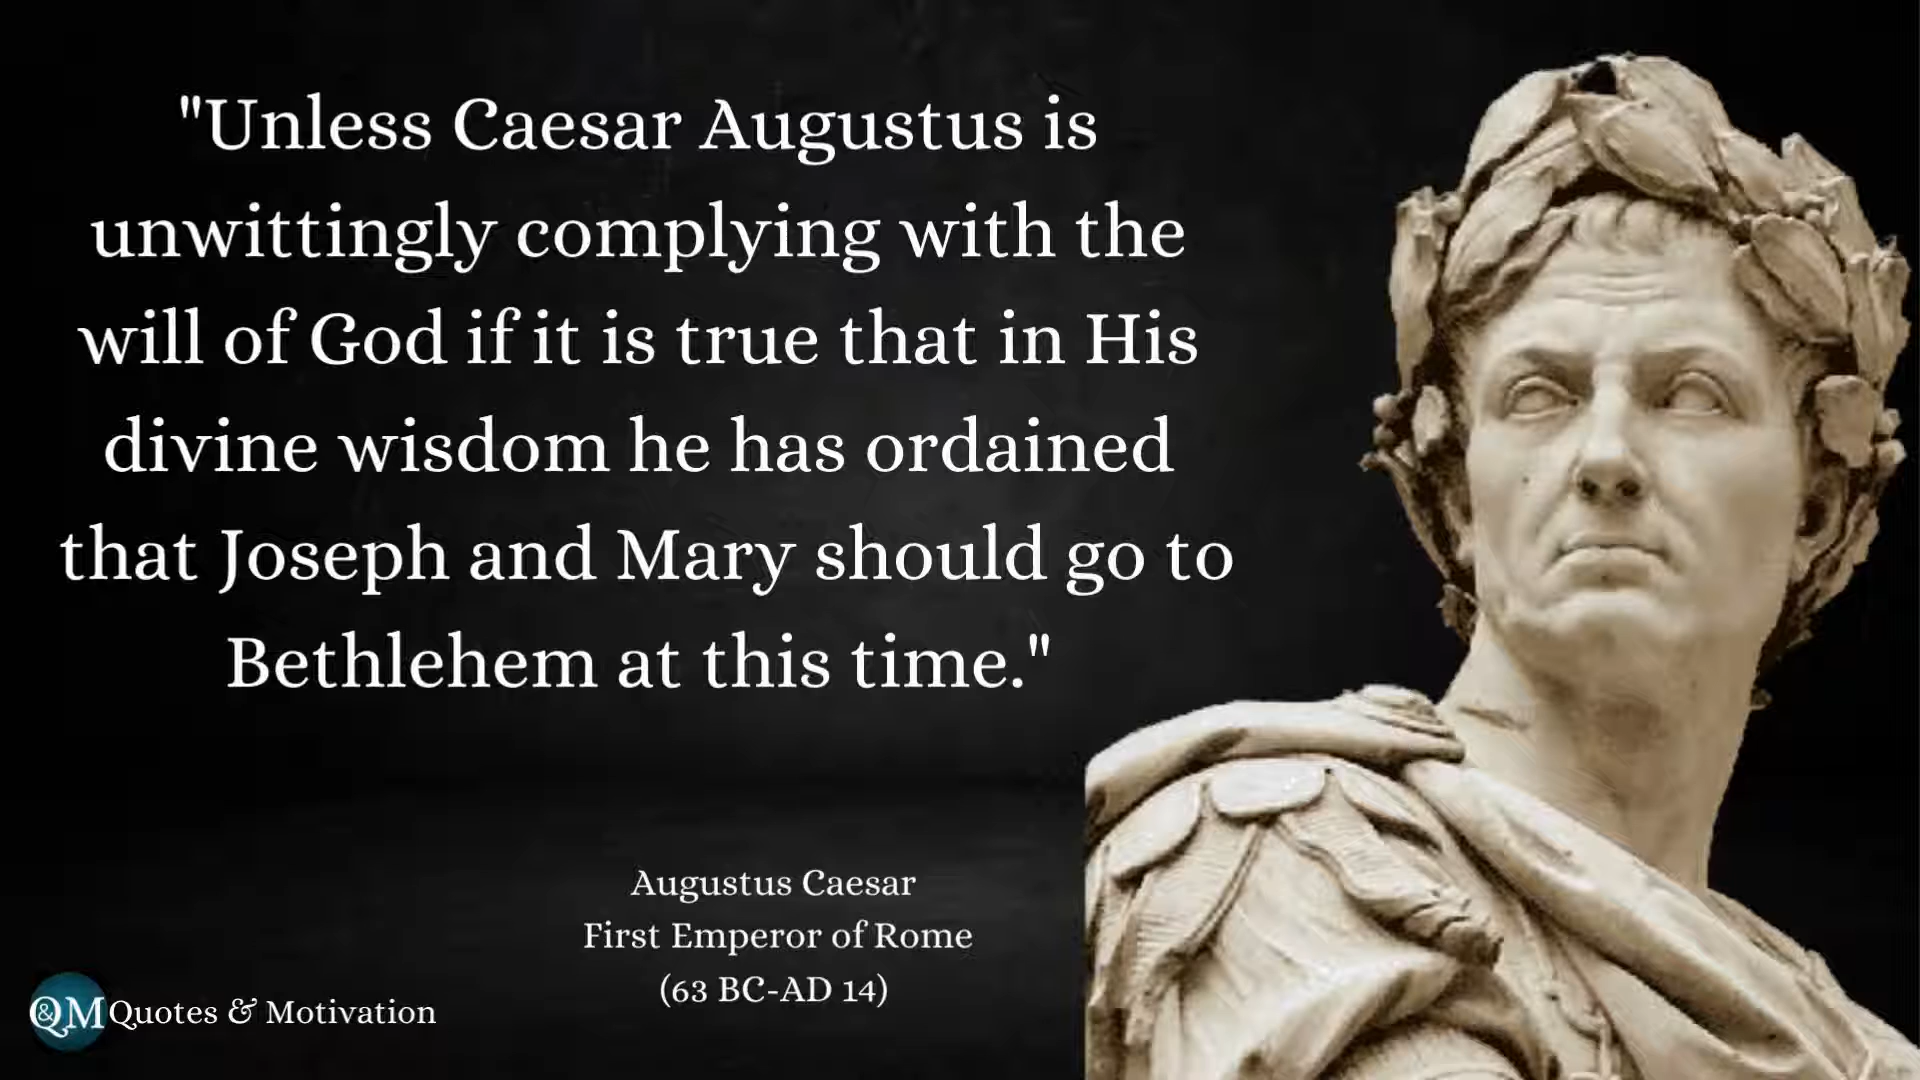 "Unless Caesar Augustus is
unwittingly complying with the
will of God if it is true that in His
divine wisdom he has ordained
that Joseph and Mary should go to
Bethlehem at this time."
Augustus Caesar
First Emperor of Rome
(63 BC-AD 14)
Q&M Quotes & Motivation